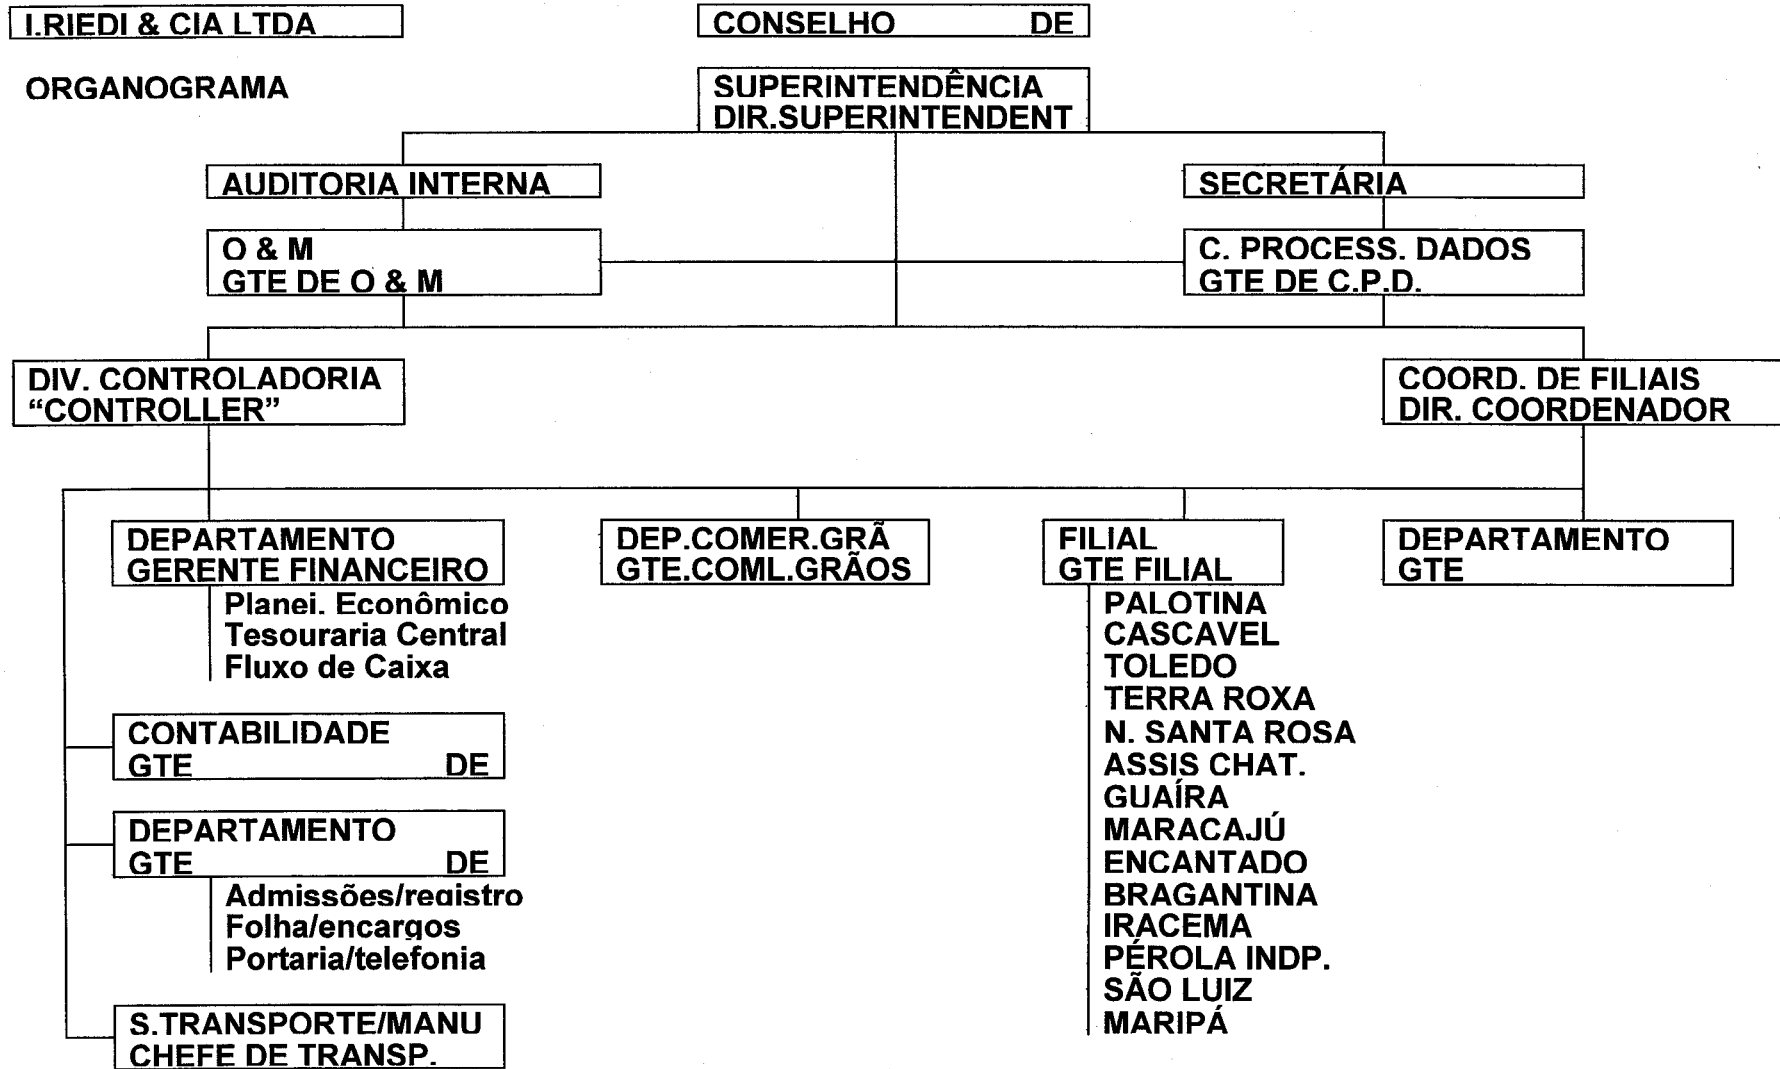 I.RIEDI & CIA LTDA
CONSELHO DE
ORGANOGRAMA
SUPERINTENDÊNCIA
DIR.SUPERINTENDENT
AUDITORIA INTERNA
SECRETÁRIA
O & M
GTE DE O & M
C. PROCESS. DADOS
GTE DE C.P.D.
DIV. CONTROLADORIA
“CONTROLLER”
COORD. DE FILIAIS
DIR. COORDENADOR
DEPARTAMENTO
GERENTE FINANCEIRO
Planej. Econômico
Tesouraria Central
Fluxo de Caixa
DEP.COMER.GRÃ
GTE.COML.GRÃOS
FILIAL
GTE FILIAL
PALOTINA
CASCAVEL
TOLEDO
TERRA ROXA
N. SANTA ROSA
ASSIS CHAT.
GUAÍRA
MARACAJÚ
ENCANTADO
BRAGANTINA
IRACEMA
PÉROLA INDP.
SÃO LUIZ
MARIPÁ
DEPARTAMENTO
GTE
CONTABILIDADE
GTE DE
DEPARTAMENTO
GTE DE
Admissões/registro
Folha/encargos
Portaria/telefonia
S.TRANSPORTE/MANU
CHEFE DE TRANSP.